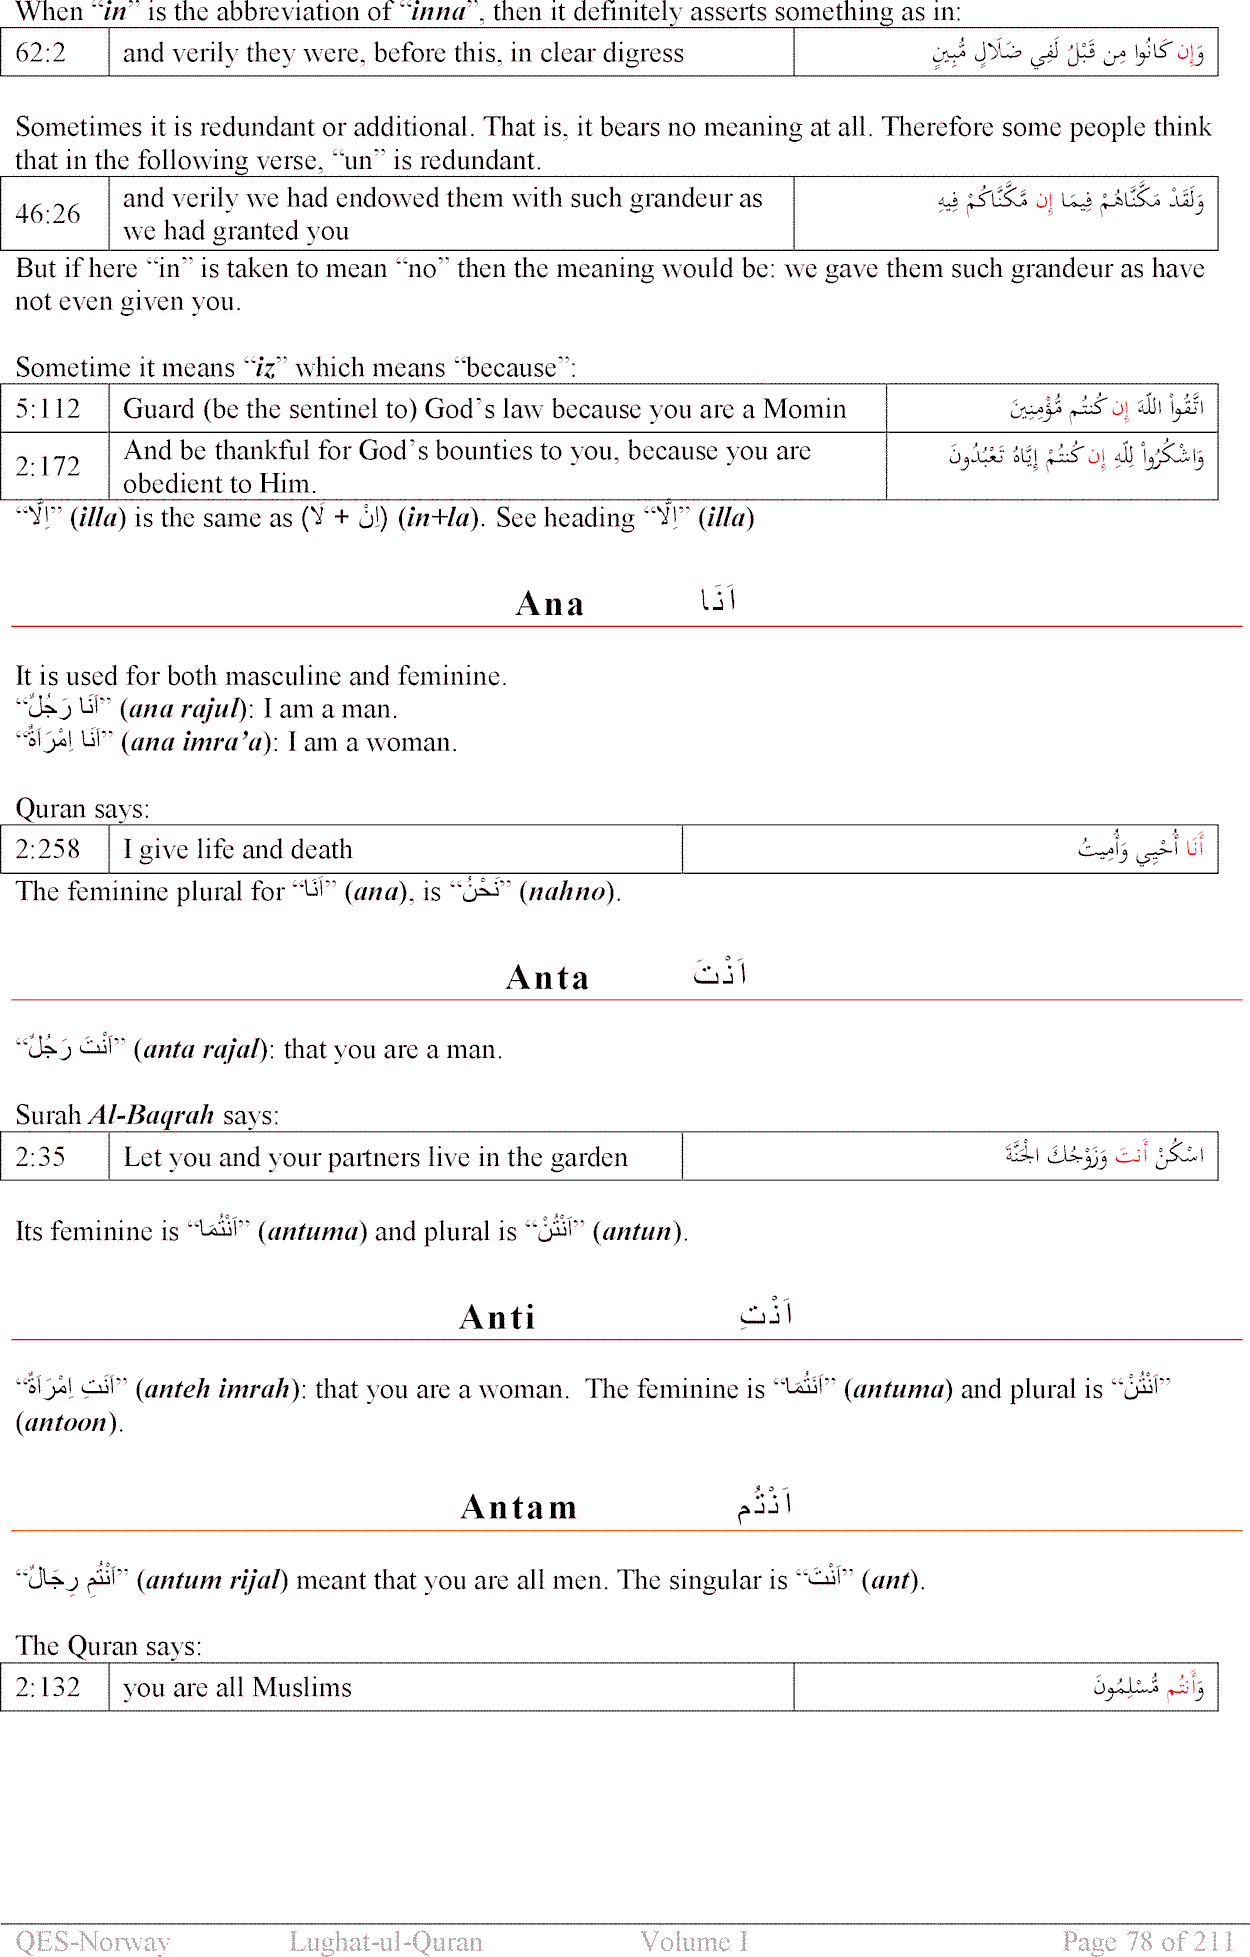 When “in” is the abbreviation of “inna”, then it definitely asserts something as in:
62:2 and verily they were, before this, in clear digress وَإِن كَانُوا مِن قَبْلُ لَفِي ضَلَالٍ مُّبِينٍ
Sometimes it is redundant or additional. That is, it bears no meaning at all. Therefore some people think
that in the following verse, “un” is redundant.
46:26 and verily we had endowed them with such grandeur as وَلَقَدْ مَكَّنَّاهُمْ فِيمَا إِن مَّكَّنَّاكُمْ فِيهِ
we had granted you
But if here “in” is taken to mean “no” then the meaning would be: we gave them such grandeur as have
not even given you.
Sometime it means “iz” which means “because”:
5:112 Guard (be the sentinel to) God’s law because you are a Momin اتَّقُواْ اللّهَ إِن كُنتُم مُّؤْمِنِينَ
2:172 And be thankful for God’s bounties to you, because you are وَاشْكُرُواْ لِلّهِ إِن كُنتُمْ إِيَّاهُ تَعْبُدُونَ
obedient to Him.
“اِلَّا” (illa) is the same as (اِنْ + لَا) (in+la). See heading “اِلَّا” (illa)
Ana اَنَا
It is used for both masculine and feminine.
“اَنَا رَجُلٌ” (ana rajul): I am a man.
“اَنَا اِمْرَاَةٌ” (ana imra’a): I am a woman.
Quran says:
2:258 I give life and death أَنَا أُحْيِي وَأُمِيتُ
The feminine plural for “اَنَا” (ana), is “نَحْنُ” (nahno).
Anta اَنْتَ
“اَنْتَ رَجُلٌ” (anta rajal): that you are a man.
Surah Al-Baqrah says:
2:35 Let you and your partners live in the garden اسْكُنْ أَنتَ وَزَوْجُكَ الْجَنَّةَ
Its feminine is “اَنْتُمَا” (antuma) and plural is “اَنْتُنْ” (antun).
Anti اَنْتِ
“اَنَتِ اِمْرَاَةٌ” (anteh imrah): that you are a woman. The feminine is “اَنَتُمَا” (antuma) and plural is “اَنْتُنْ”
(antoon).
Antam اَنْتُم
“اَنْتُمِ رِجَالٌ” (antum rijal) meant that you are all men. The singular is “اَنْتَ” (ant).
The Quran says:
2:132 you are all Muslims وَأَنتُم مُّسْلِمُونَ
QES-Norway Lughat-ul-Quran Volume I Page 78 of 211